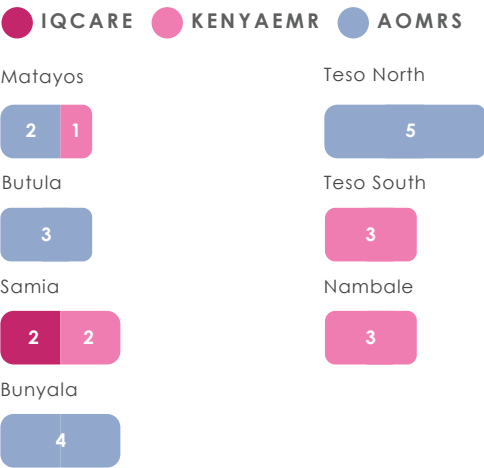 IQCARE KENYAEMR AOMRS
Matayos
2 1
Butula
3
Samia
2 2
Bunyala
4
Teso North
5
Teso South
3
Nambale
3